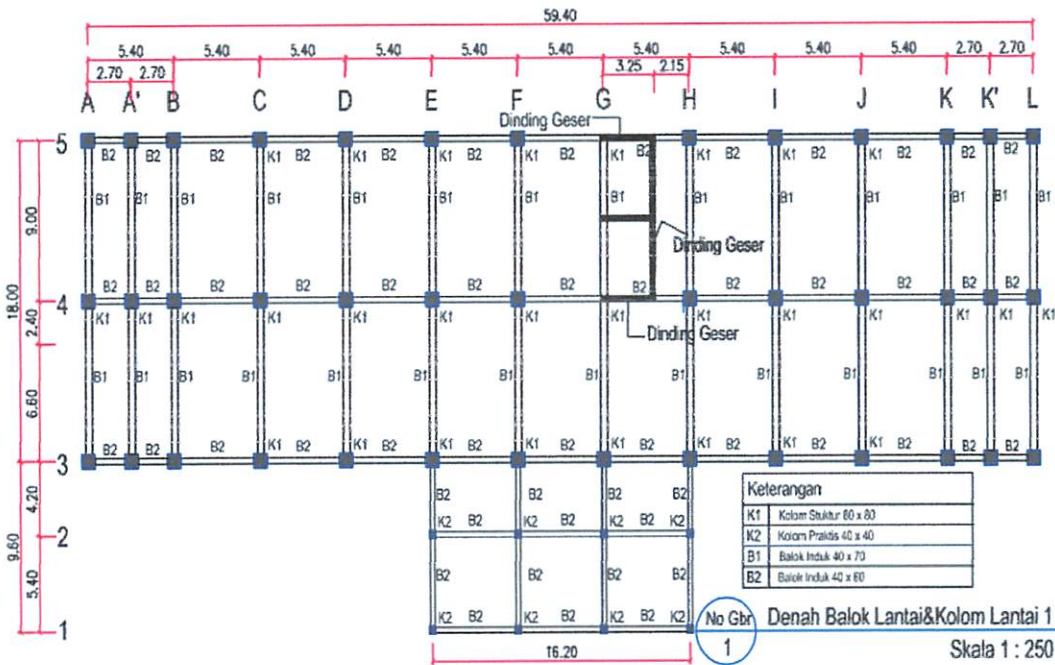 59.40
5.40 5.40 5.40 5.40 5.40 5.40 5.40 5.40 5.40 5.40 2.70 2.70
2.70 2.70 3.25 2.15
A A' B C D E F G H I J K K' L
Dinding Geser
5 B2 B2 B2 K1 B2 K1 B2 K1 B2 K1 B2 K1 B2 K1 B2 K1 B2 K1 B2 B2 B2
9.00 B1 B1 B1 B1 B1 B1 B1 B1 B1 B1 B1 B1 B1 B1
Dinding Geser
18.00
B2 B2 B2 B2 B2 B2 B2 B2 B2 B2 B2 B2 B2
4
2.40 K1 K1 K1 K1 K1 K1 K1 K1 K1 K1 K1 K1 K1 K1
Dinding Geser
6.60 B1 B1 B1 B1 B1 B1 B1 B1 B1 B1 B1 B1 B1 B1
B2 B2 B2 K1 B2 K1 B2 K1 B2 K1 B2 K1 B2 K1 B2 K1 B2 K1 B2 B2 B2
3
4.20 B2 B2 B2 B2
9.60
K2 B2 K2 B2 K2 B2 K2
2
5.40 B2 B2 B2 B2
K2 B2 K2 B2 K2 B2 K2
1
16.20
Keterangan
K1 Kolom Stuktur 80 x 80
K2 Kolom Praktis 40 x 40
B1 Balok Induk 40 x 70
B2 Balok Induk 40 x 60
No Gbr Denah Balok Lantai&Kolom Lantai 1
1 Skala 1 : 250